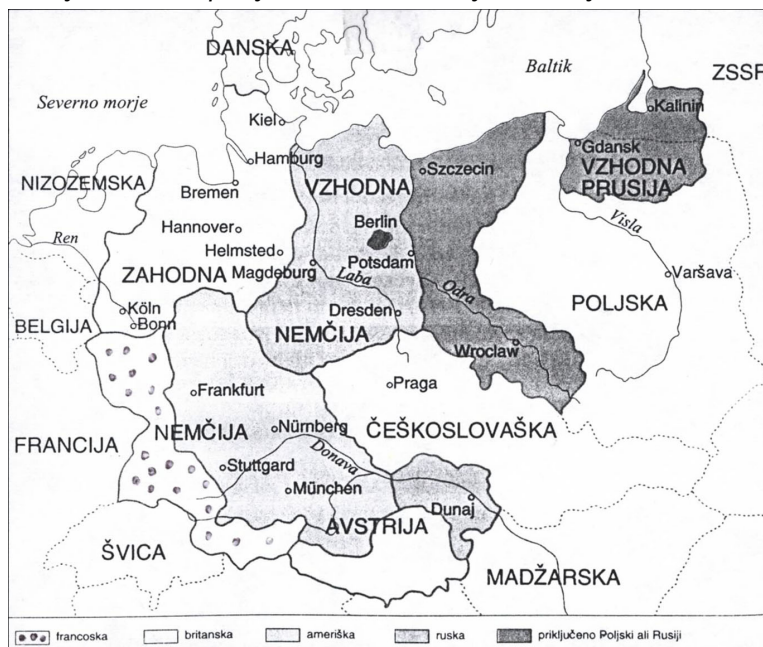 DANSKA
Baltik
ZSSR
Severno morje
Kiel
Kalinin
Hamburg
Gdansk
NIZOZEMSKA
Bremen
VZHODNA
Szczecin
VZHODNA
PRUSIJA
Hannover
Berlin
Visla
Ren
Helmsted
Potsdam
ZAHODNA
Magdeburg
Laba
Odra
Varšava
Köln
Dresden
POLJSKA
BELGIJA
Bonn
NEMČIJA
Wroclaw
Frankfurt
Praga
FRANCIJA
NEMČIJA
Nürnberg
ČEŠKOSLOVAŠKA
Stuttgard
Donava
München
Dunaj
AVSTRIJA
ŠVICA
MADŽARSKA
francoska britanska ameriška ruska priključeno Poljski ali Rusiji